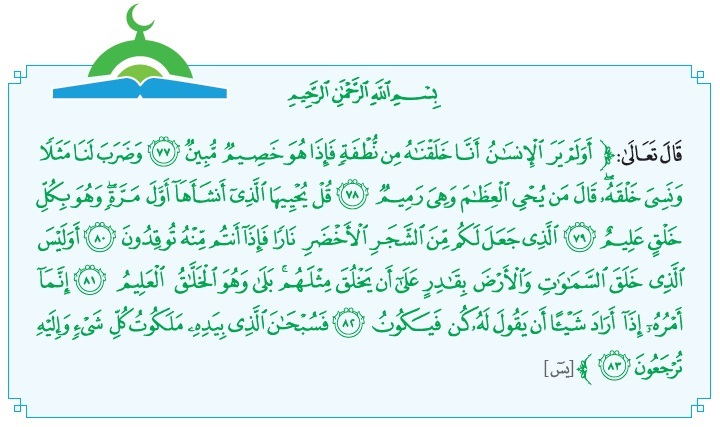 بِسْمِ ٱللَّهِ ٱلرَّحْمَٰنِ ٱلرَّحِيمِ
قَالَ تَعَالَىٰ: ﴿ أَوَلَمْ يَرَ ٱلْإِنسَٰنُ أَنَّا خَلَقْنَٰهُ مِن نُّطْفَةٍ فَإِذَا هُوَ خَصِيمٌ مُّبِينٌ ٧٧ وَضَرَبَ لَنَا مَثَلًا
وَنَسِىَ خَلْقَهُۥۖ قَالَ مَن يُحْىِ ٱلْعِظَٰمَ وَهِىَ رَمِيمٌ ٧٨ قُلْ يُحْيِيهَا ٱلَّذِىٓ أَنشَأَهَآ أَوَّلَ مَرَّةٍۖ وَهُوَ بِكُلِّ
خَلْقٍ عَلِيمٌ ٧٩ ٱلَّذِى جَعَلَ لَكُم مِّنَ ٱلشَّجَرِ ٱلْأَخْضَرِ نَارًا فَإِذَآ أَنتُم مِّنْهُ تُوقِدُونَ ٨٠ أَوَلَيْسَ
ٱلَّذِى خَلَقَ ٱلسَّمَٰوَٰتِ وَٱلْأَرْضَ بِقَٰدِرٍ عَلَىٰٓ أَن يَخْلُقَ مِثْلَهُمۚ بَلَىٰ وَهُوَ ٱلْخَلَّٰقُ ٱلْعَلِيمُ ٨١ إِنَّمَآ
أَمْرُهُۥٓ إِذَآ أَرَادَ شَيْـًٔا أَن يَقُولَ لَهُۥ كُن فَيَكُونُ ٨٢ فَسُبْحَٰنَ ٱلَّذِى بِيَدِهِۦ مَلَكُوتُ كُلِّ شَىْءٍ وَإِلَيْهِ
تُرْجَعُونَ ٨٣ ﴾ [يسٓ]